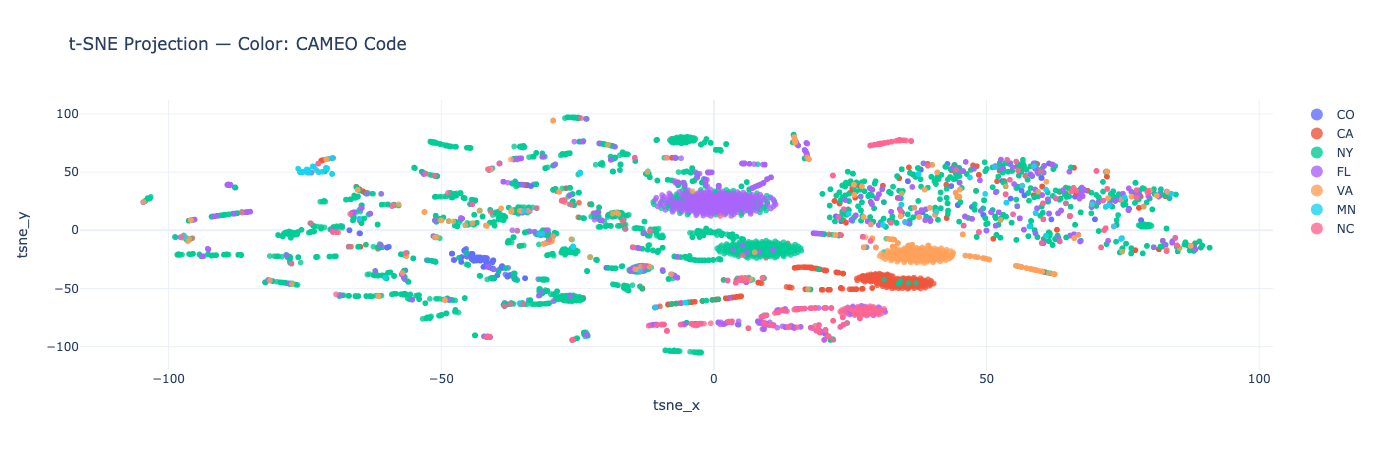 t-SNE Projection — Color: CAMEO Code
100
50
0
−50
−100
tsne_y
−100
−50
0
50
100
tsne_x
CO
CA
NY
FL
VA
MN
NC